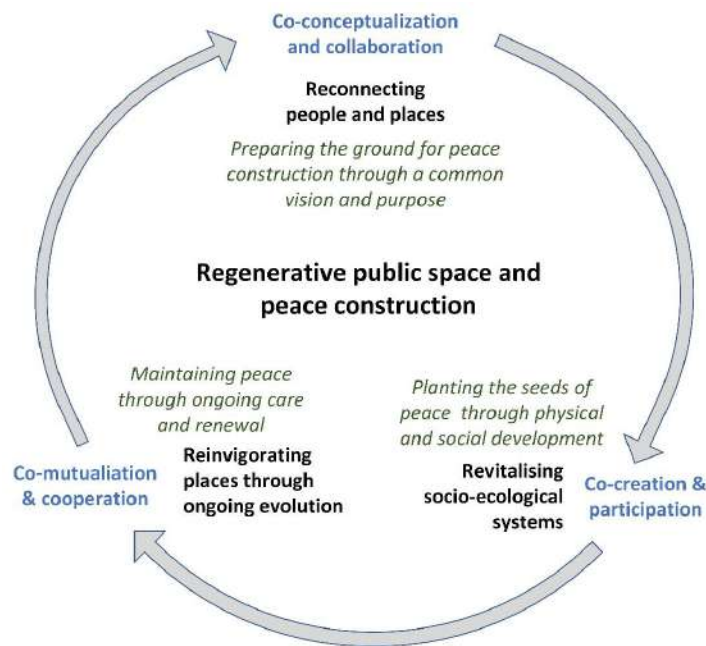 Co-conceptualization
and collaboration
Reconnecting
people and places
Preparing the ground for peace
construction through a common
vision and purpose
Regenerative public space and
peace construction
Maintaining peace
through ongoing care
and renewal
Reinvigorating
places through
ongoing evolution
Co-mutualiation
& cooperation
Planting the seeds of
peace through physical
and social development
Revitalising
socio-ecological
systems
Co-creation &
participation